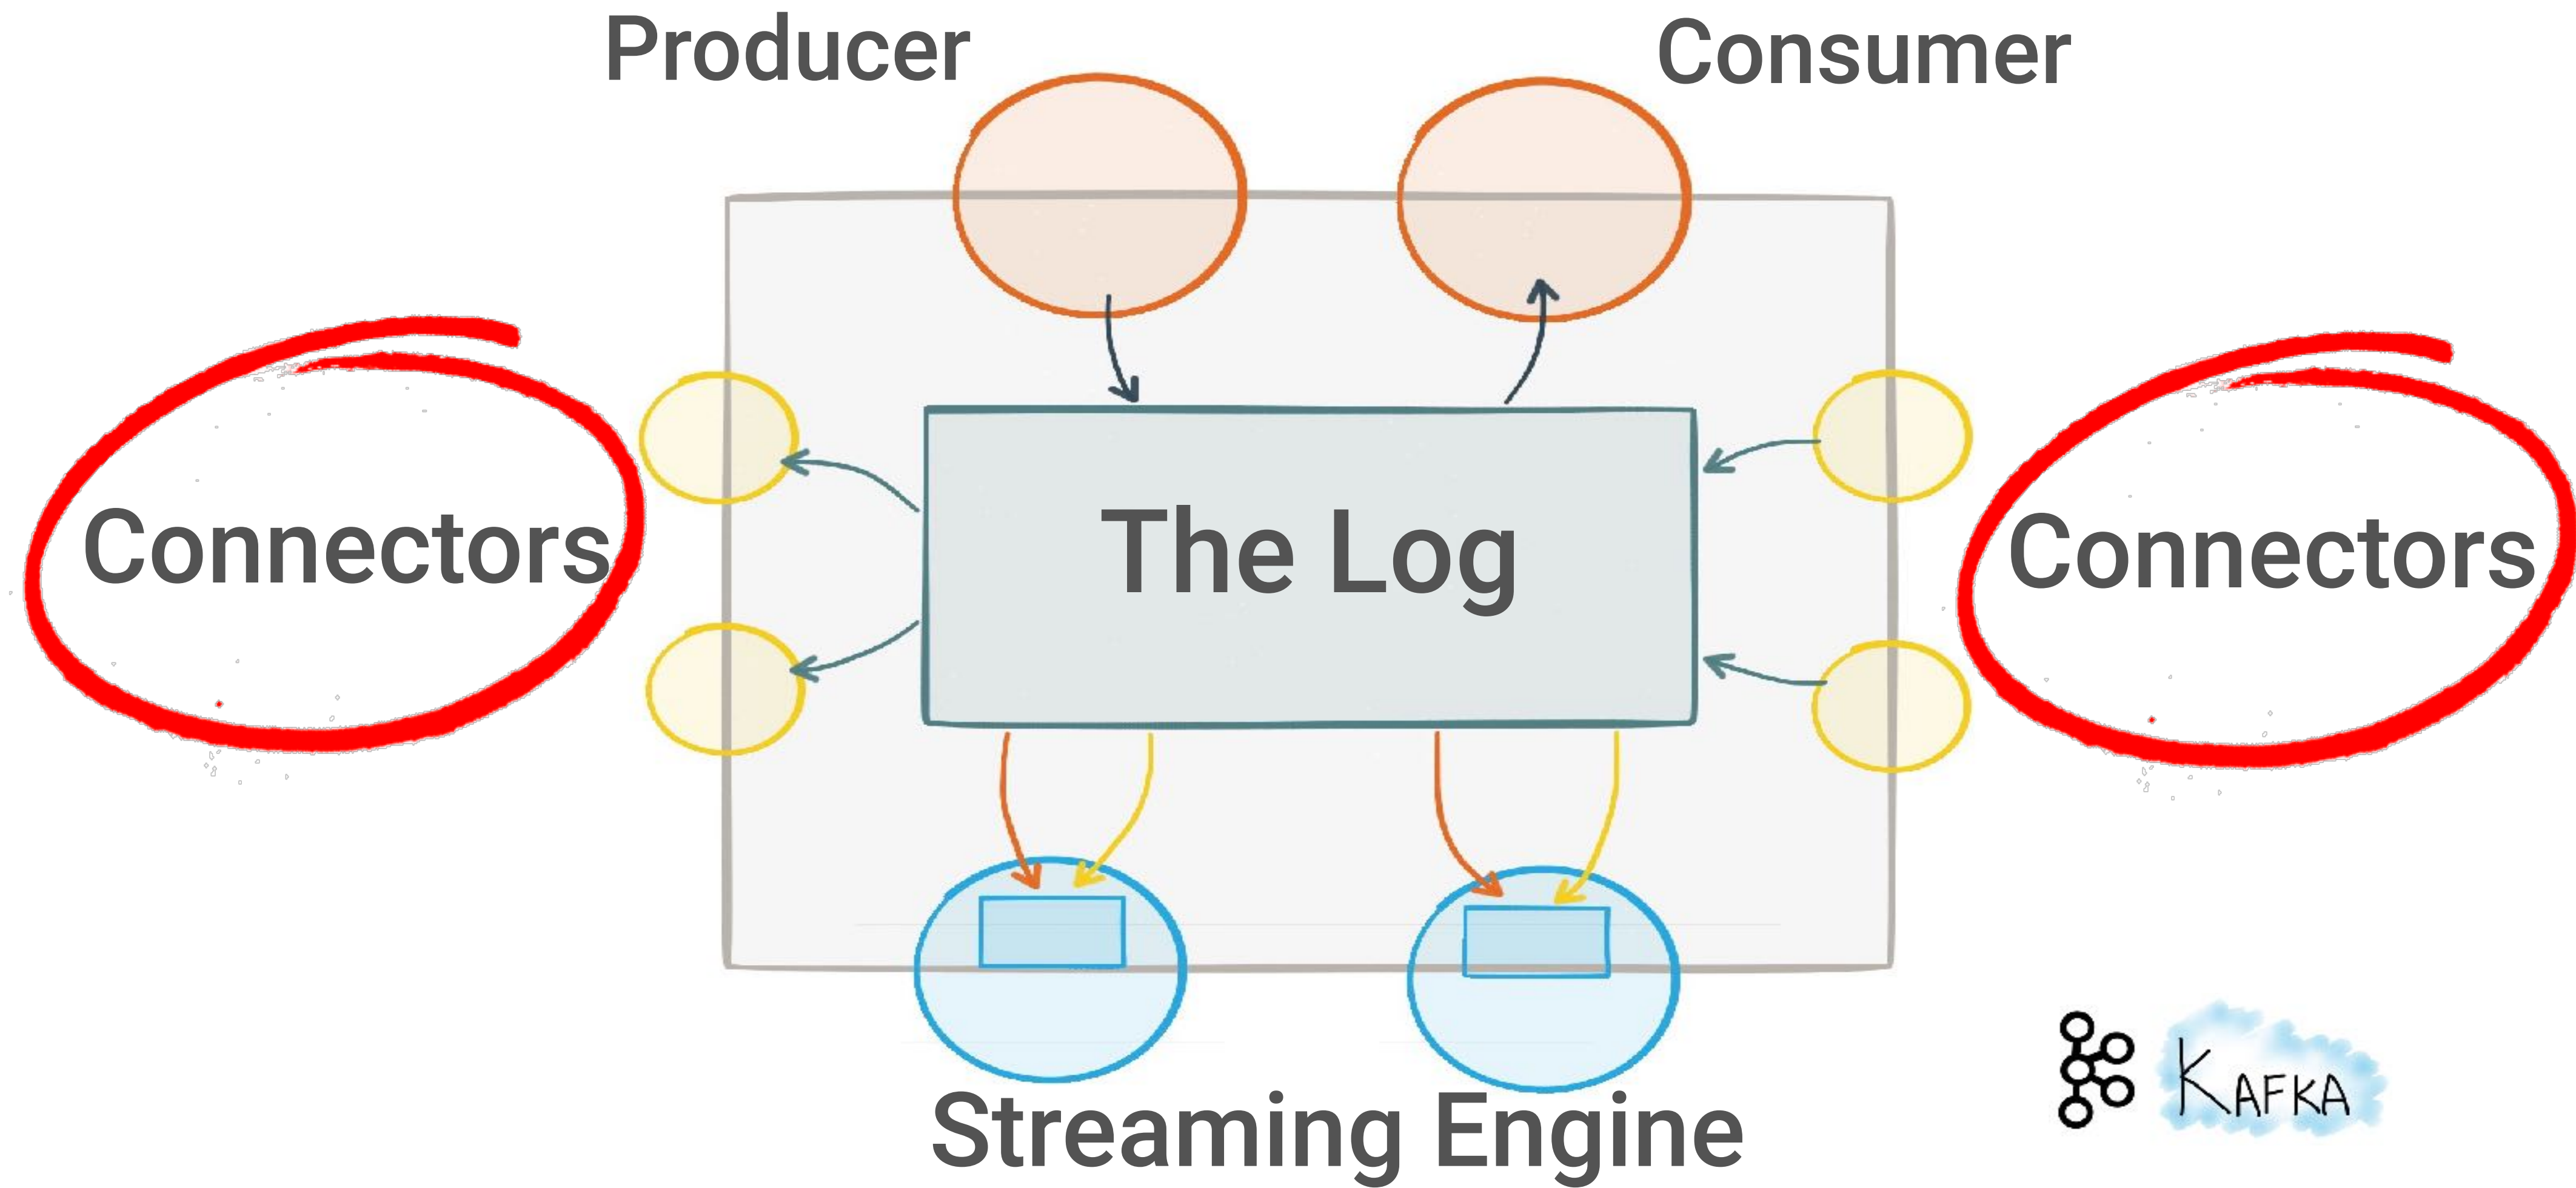 Producer
Consumer
Connectors
The Log
Connectors
Streaming Engine
KAFKA